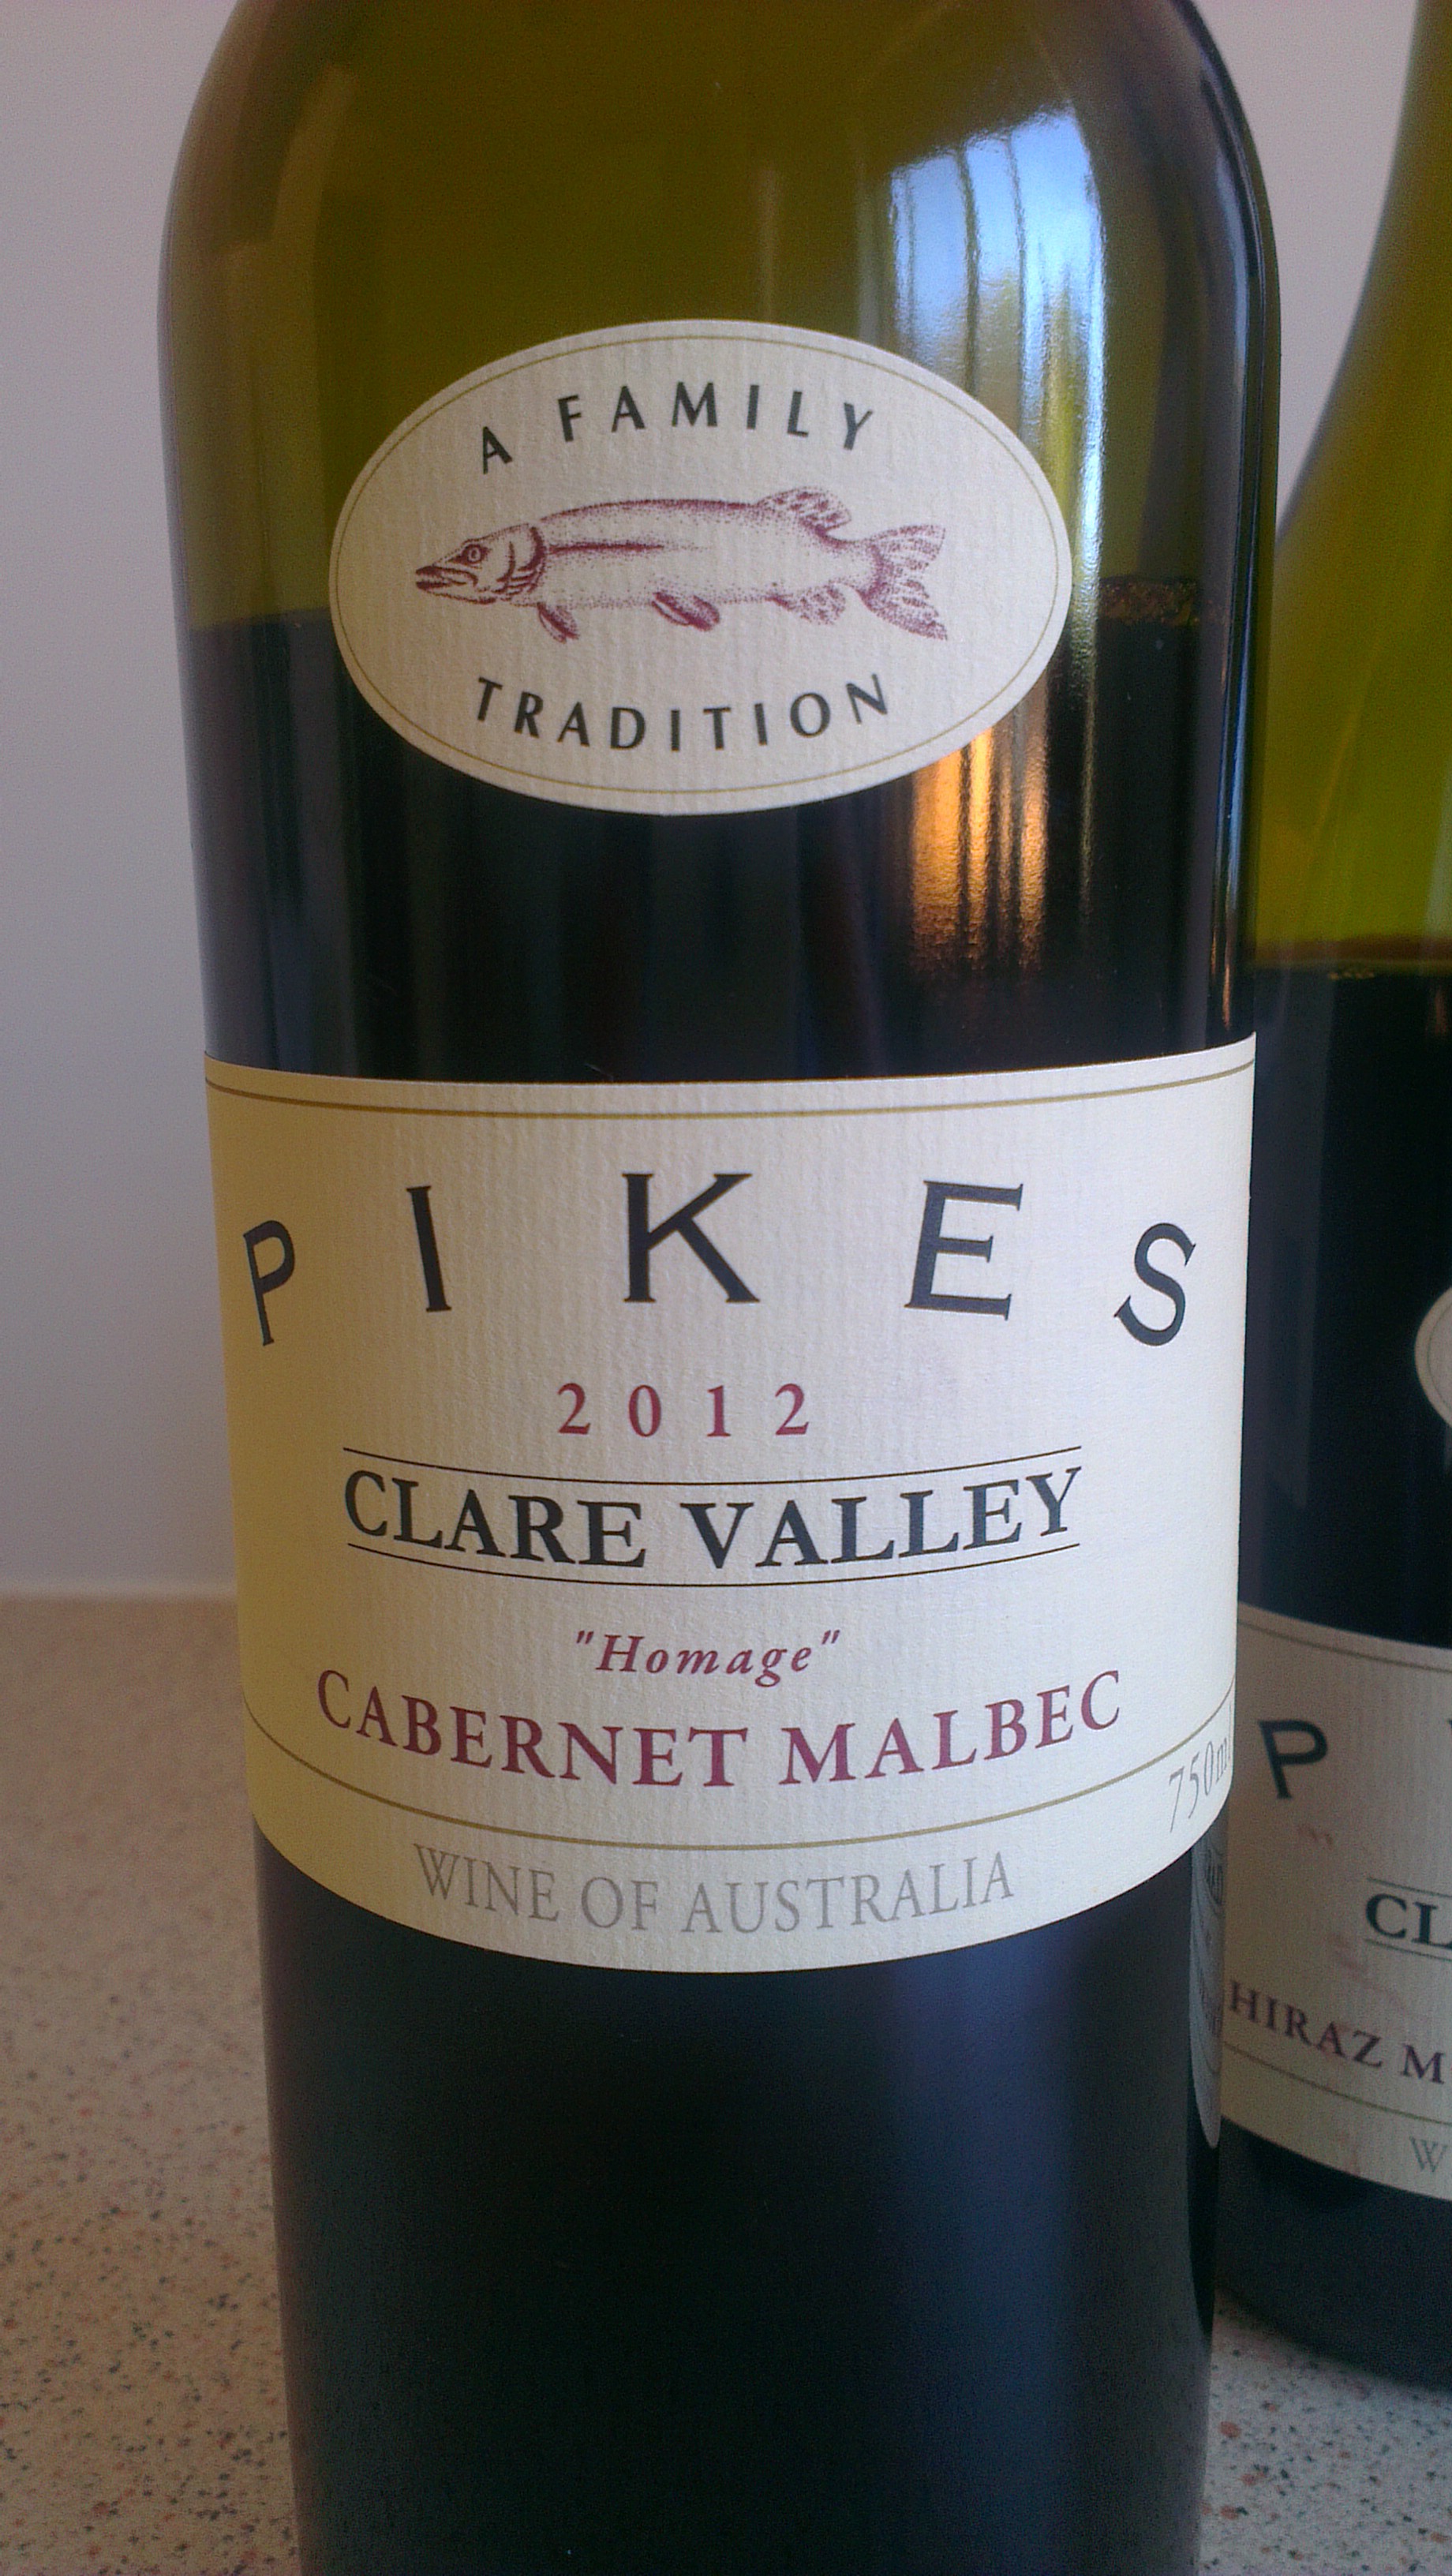 A FAMILY
TRADITION
PIKES
2012
CLARE VALLEY
"Homage"
CABERNET MALBEC
750ml
WINE OF AUSTRALIA
P
CL
HIRAZ M
W